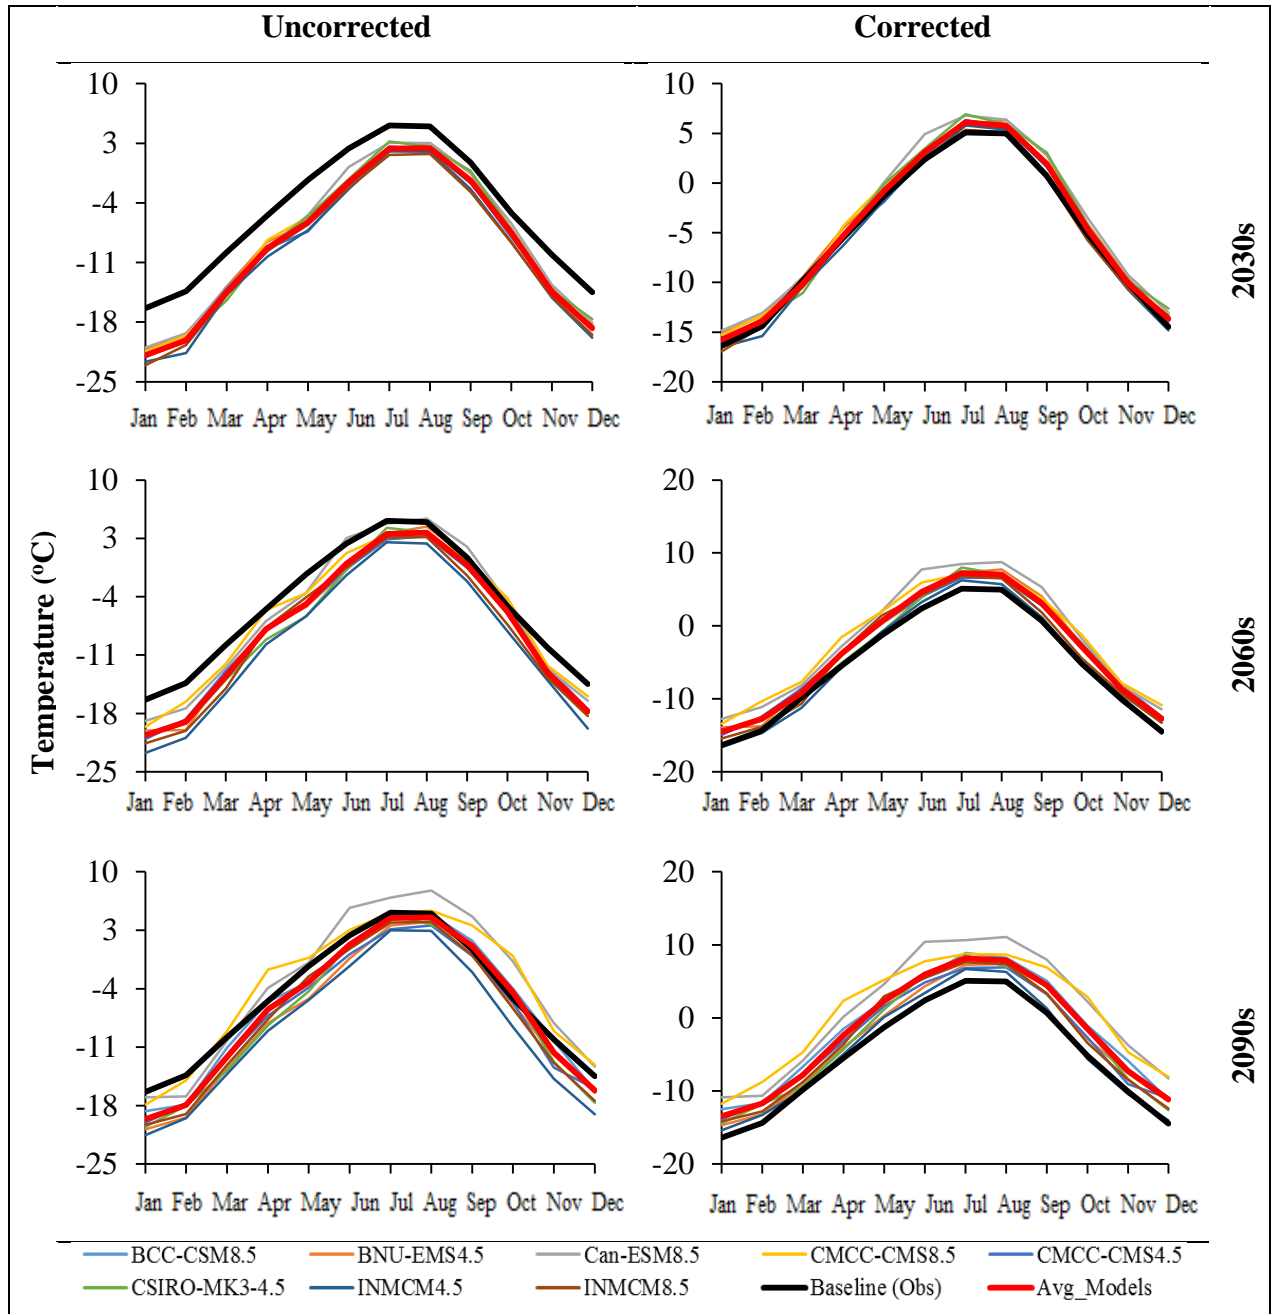 Uncorrected Corrected
10 10
3 5
-4 0
-11 -5
-18 -10
-25 -15
-20
Jan Feb Mar Apr May Jun Jul Aug Sep Oct Nov Dec
Jan Feb Mar Apr May Jun Jul Aug Sep Oct Nov Dec
2030s
10 20
3 10
-4 0
-11 -10
-18 -20
-25
Jan Feb Mar Apr May Jun Jul Aug Sep Oct Nov Dec
Jan Feb Mar Apr May Jun Jul Aug Sep Oct Nov Dec
Temperature (ºC)
2060s
10 20
3 10
-4 0
-11 -10
-18 -20
-25
Jan Feb Mar Apr May Jun Jul Aug Sep Oct Nov Dec
Jan Feb Mar Apr May Jun Jul Aug Sep Oct Nov Dec
2090s
BCC-CSM8.5 BNU-EMS4.5 Can-ESM8.5 CMCC-CMS8.5 CMCC-CMS4.5
CSIRO-MK3-4.5 INMCM4.5 INMCM8.5 Baseline (Obs) Avg_Models